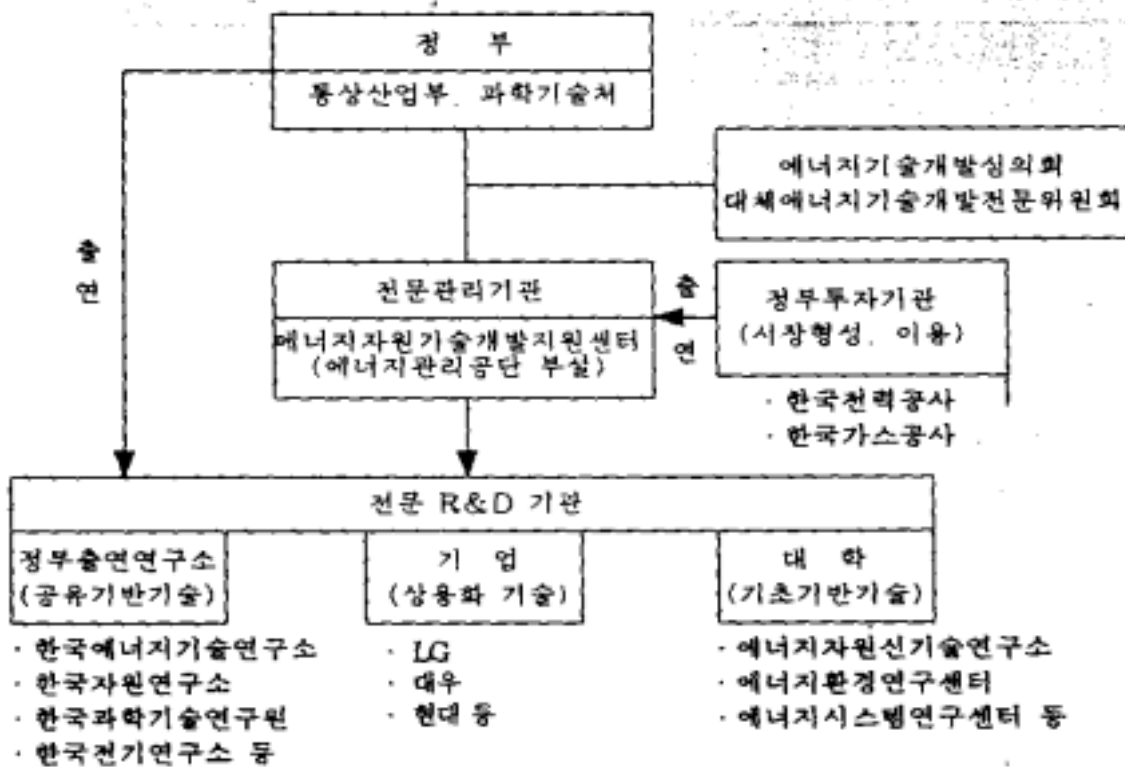 정 부
통상산업부, 과학기술처
에너지기술개발심의회
대체에너지기술개발전문위원회
출
연
전문관리기관
에너지자원기술개발지원센터
(에너지관리공단 부설)
출
연
정부투자기관
(시장형성, 이용)
· 한국전력공사
· 한국가스공사
전문 R&D 기관
정부출연연구소
(공유기반기술)
· 한국에너지기술연구소
· 한국자원연구소
· 한국과학기술연구원
· 한국전기연구소 등
기 업
(상용화 기술)
· LG
· 대우
· 현대 등
대 학
(기초기반기술)
· 에너지자원신기술연구소
· 에너지환경연구센터
· 에너지시스템연구센터 등